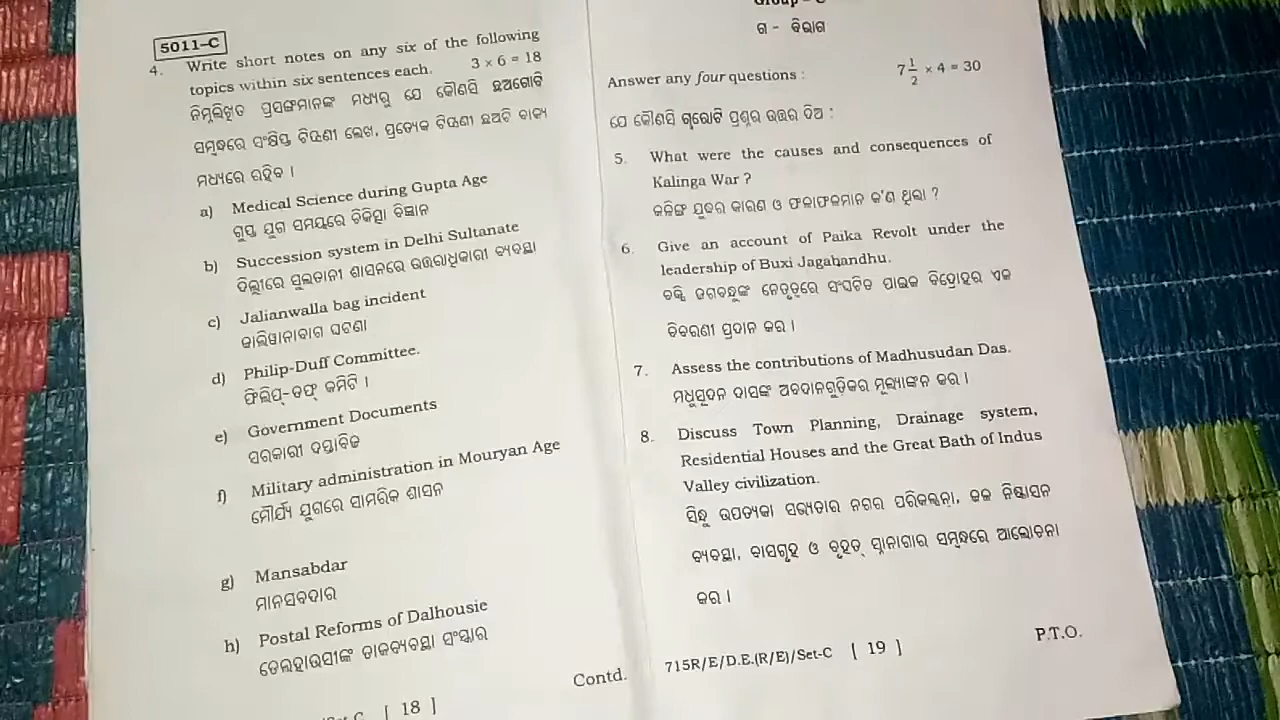 5011–C
4. Write short notes on any six of the following
topics within six sentences each. 3 × 6 = 18
ନିମ୍ନଲିଖିତ ପ୍ରସଙ୍ଗମାନଙ୍କ ମଧ୍ୟରୁ ଯେ କୌଣସି ଛଅଗୋଟି
ସମ୍ବନ୍ଧରେ ସଂକ୍ଷିପ୍ତ ଟିପ୍ପଣୀ ଲେଖ, ପ୍ରତ୍ୟେକ ଟିପ୍ପଣୀ ଛଅଟି ବାକ୍ୟ
ମଧ୍ୟରେ ରହିବ ।
a) Medical Science during Gupta Age
ଗୁପ୍ତ ଯୁଗ ସମୟରେ ଚିକିତ୍ସା ବିଜ୍ଞାନ
b) Succession system in Delhi Sultanate
ଦିଲ୍ଲୀରେ ସୁଲତାନୀ ଶାସନରେ ଉତ୍ତରାଧିକାରୀ ବ୍ୟବସ୍ଥା
c) Jalianwalla bag incident
ଜାଲିୱାନାବାଗ ଘଟଣା
d) Philip-Duff Committee.
ଫିଲିପ୍-ଡଫ୍ କମିଟି ।
e) Government Documents
ସରକାରୀ ଦସ୍ତାବିଜ
f) Military administration in Mouryan Age
ମୌର୍ଯ୍ୟ ଯୁଗରେ ସାମରିକ ଶାସନ
g) Mansabdar
ମାନସବଦାର
h) Postal Reforms of Dalhousie
ଡେଲହାଉସୀଙ୍କ ଡାକବ୍ୟବସ୍ଥା ସଂସ୍କାର
Contd.
[ 18 ]
Group – C
ଗ - ବିଭାଗ
Answer any four questions : 7 1/2 × 4 = 30
ଯେ କୌଣସି ଚାରୋଟି ପ୍ରଶ୍ନର ଉତ୍ତର ଦିଅ :
5. What were the causes and consequences of
Kalinga War ?
କଳିଙ୍ଗ ଯୁଦ୍ଧର କାରଣ ଓ ଫଳାଫଳମାନ କ'ଣ ଥିଲା ?
6. Give an account of Paika Revolt under the
leadership of Buxi Jagabandhu.
ବକ୍ସି ଜଗବନ୍ଧୁଙ୍କ ନେତୃତ୍ୱରେ ସଂଘଟିତ ପାଇକ ବିଦ୍ରୋହର ଏକ
ବିବରଣୀ ପ୍ରଦାନ କର ।
7. Assess the contributions of Madhusudan Das.
ମଧୁସୂଦନ ଦାସଙ୍କ ଅବଦାନଗୁଡ଼ିକର ମୂଲ୍ୟାଙ୍କନ କର ।
8. Discuss Town Planning, Drainage system,
Residential Houses and the Great Bath of Indus
Valley civilization.
ସିନ୍ଧୁ ଉପତ୍ୟକା ସଭ୍ୟତାର ନଗର ପରିକଳ୍ପନା, ଜଳ ନିଷ୍କାସନ
ବ୍ୟବସ୍ଥା, ବାସଗୃହ ଓ ବୃହତ୍ ସ୍ନାନାଗାର ସମ୍ବନ୍ଧରେ ଆଲୋଚନା
କର ।
715R/E/D.E.(R/E)/Set-C [ 19 ] P.T.O.